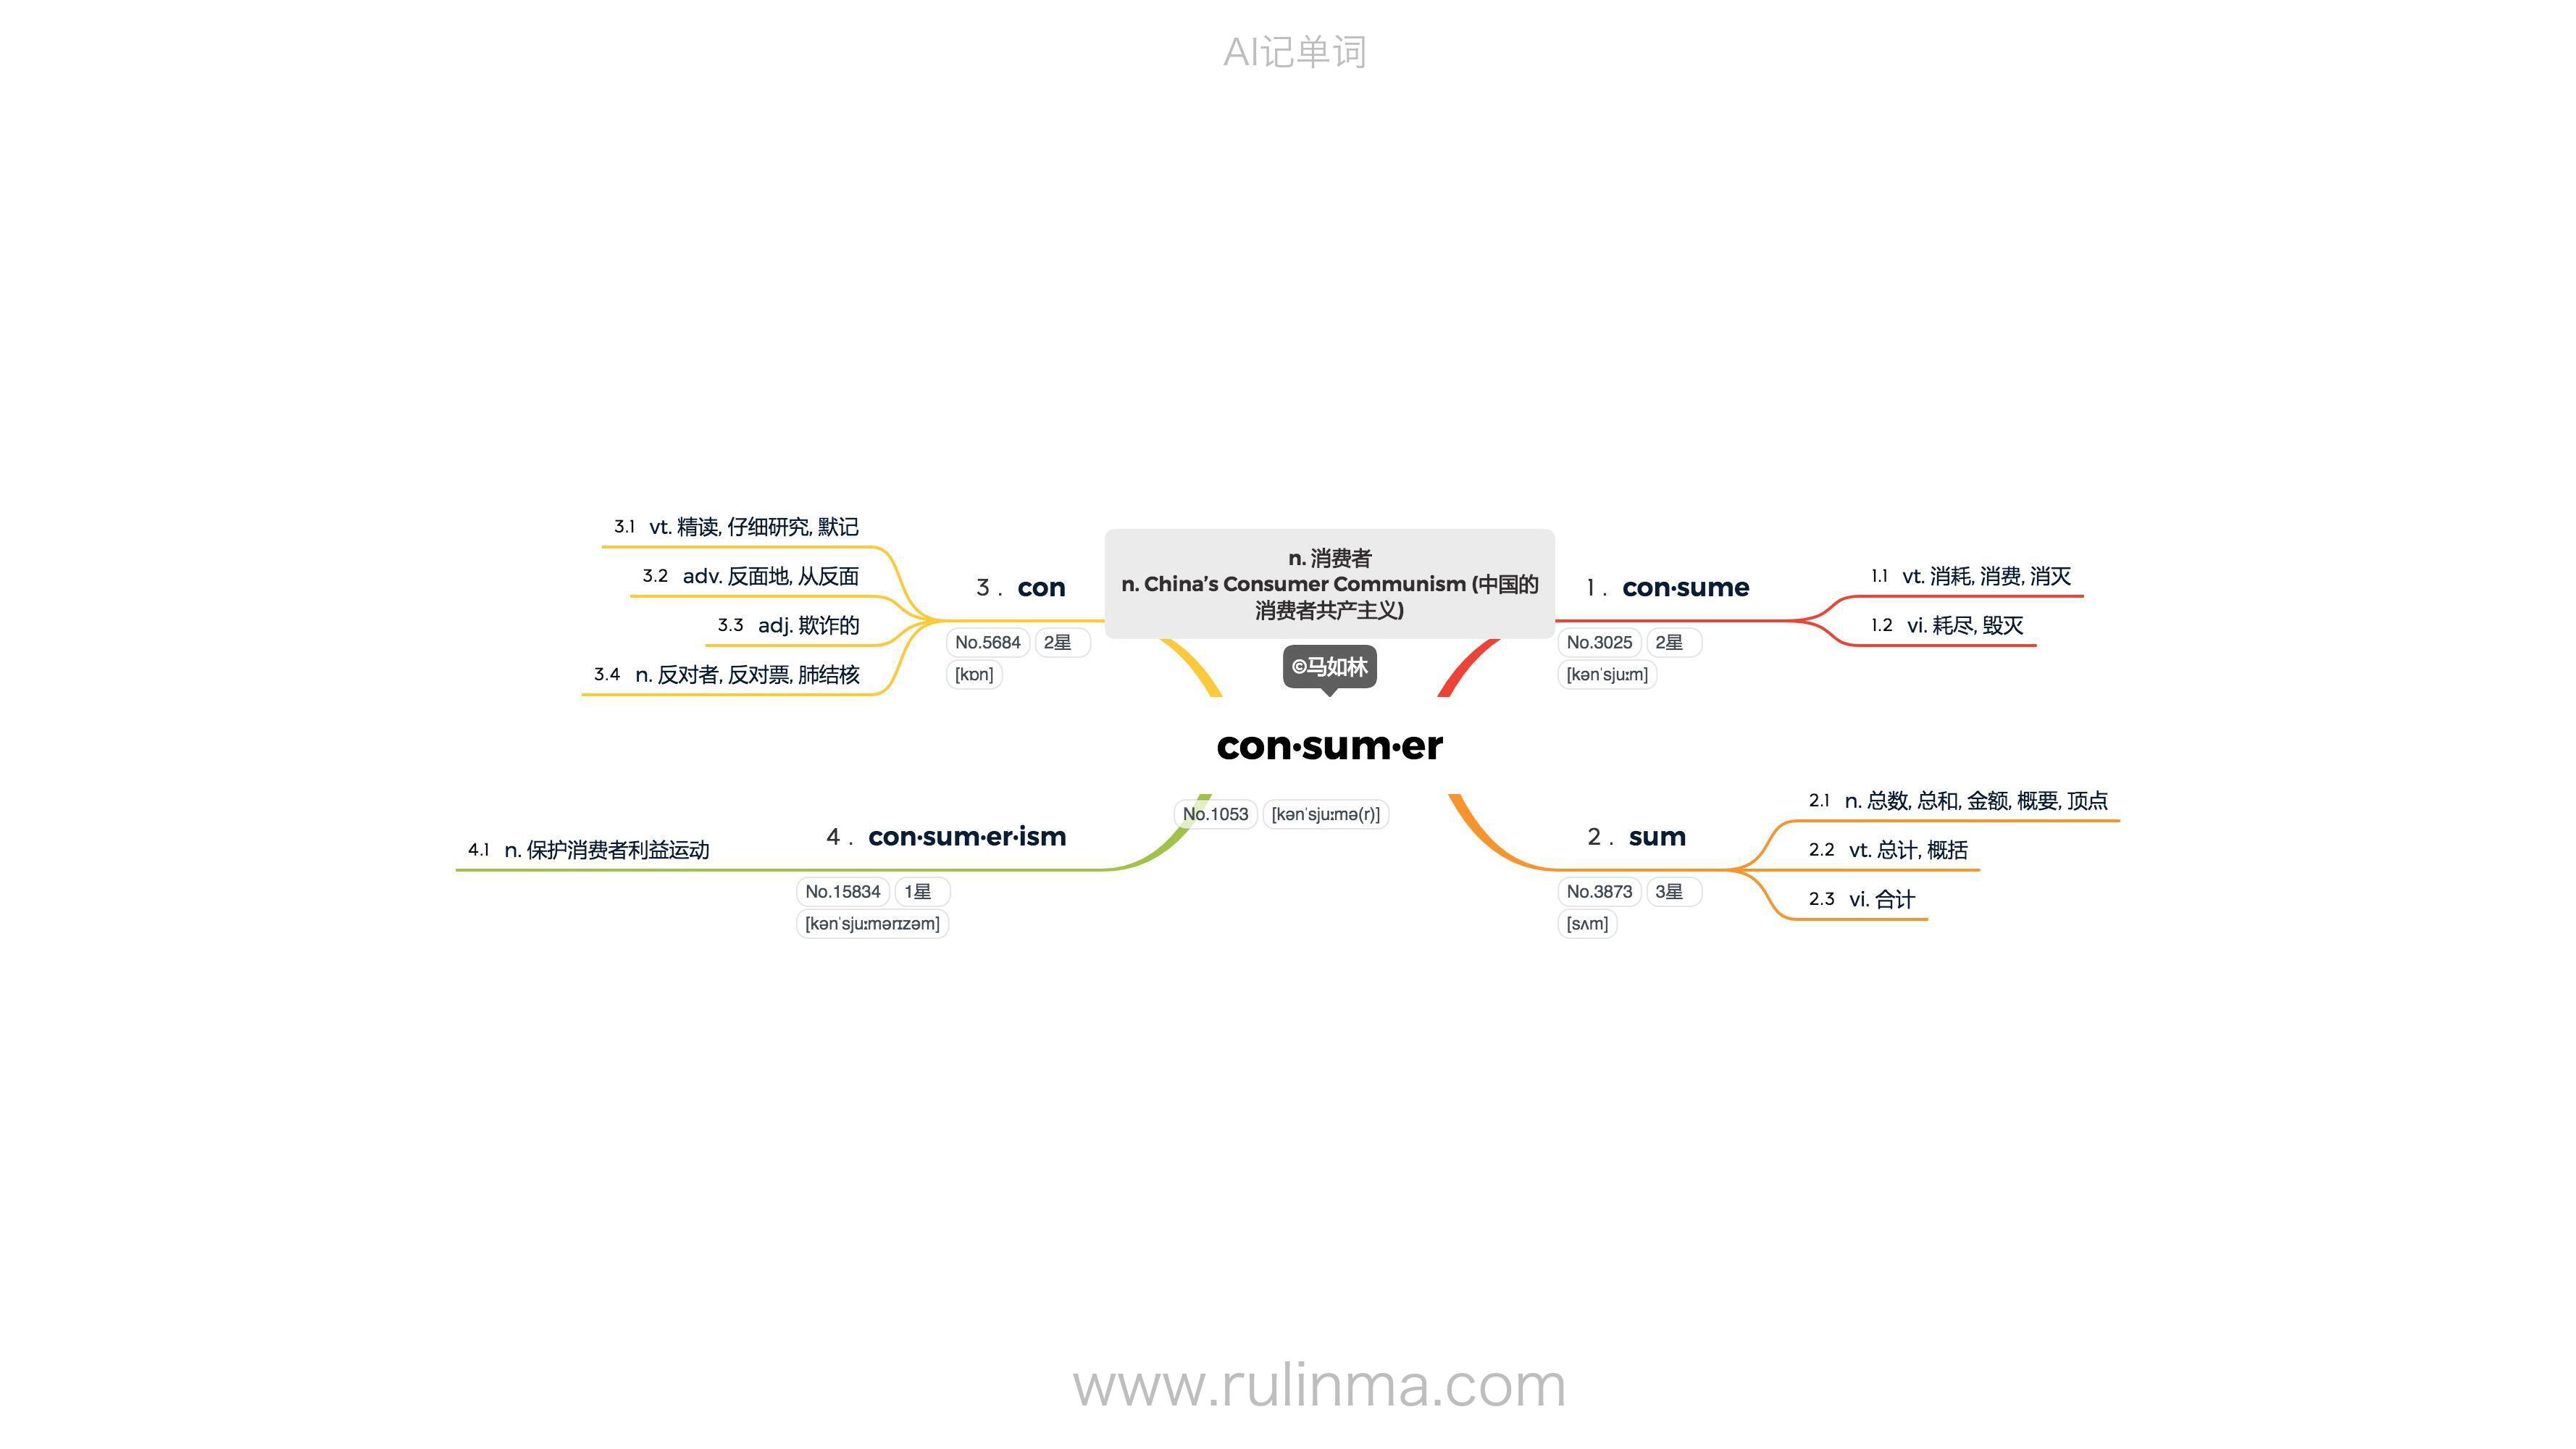 AI记单词
n. 消费者
n. China’s Consumer Communism (中国的
消费者共产主义)
©马如林
con·sum·er
No.1053 [kənˈsjuːmə(r)]
1 . con·sume
No.3025 2星
[kənˈsjuːm]
1.1 vt. 消耗, 消费, 消灭
1.2 vi. 耗尽, 毁灭
2 . sum
No.3873 3星
[sʌm]
2.1 n. 总数, 总和, 金额, 概要, 顶点
2.2 vt. 总计, 概括
2.3 vi. 合计
3 . con
No.5684 2星
[kɒn]
3.1 vt. 精读, 仔细研究, 默记
3.2 adv. 反面地, 从反面
3.3 adj. 欺诈的
3.4 n. 反对者, 反对票, 肺结核
4 . con·sum·er·ism
No.15834 1星
[kənˈsjuːmərɪzəm]
4.1 n. 保护消费者利益运动
www.rulinma.com